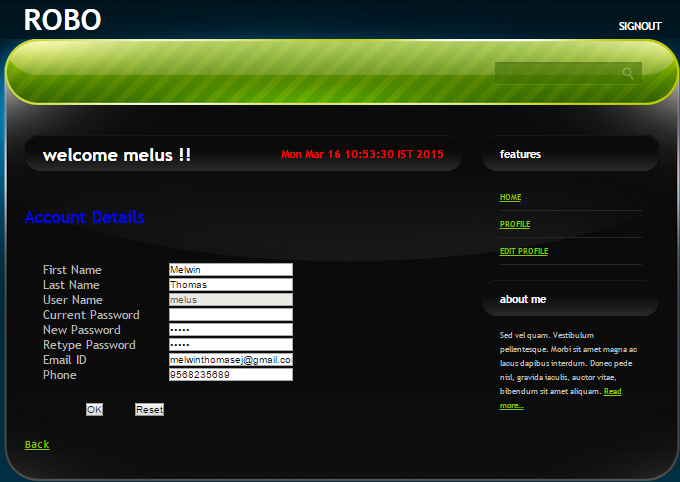 ROBO
SIGNOUT
welcome melus !!
Mon Mar 16 10:53:30 IST 2015
Account Details
First Name Melwin
Last Name Thomas
User Name melus
Current Password
New Password •••••
Retype Password •••••
Email ID melwinthomasej@gmail.co
Phone 9568235689
OK Reset
Back
features
HOME
PROFILE
EDIT PROFILE
about me
Sed vel quam. Vestibulum
pellentesque. Morbi sit amet magna ac
lacus dapibus interdum. Donec pede
nisl, gravida iaculis, auctor vitae,
bibendum sit amet aliquam. Read
more...